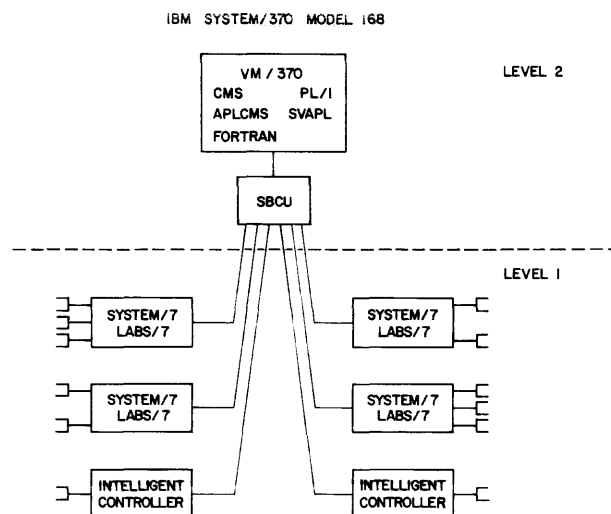 IBM SYSTEM/370 MODEL 168
VM/370
CMS PL/I
APLCMS SVAPL
FORTRAN
LEVEL 2
SBCU
LEVEL 1
SYSTEM/7
LABS/7
SYSTEM/7
LABS/7
SYSTEM/7
LABS/7
SYSTEM/7
LABS/7
INTELLIGENT
CONTROLLER
INTELLIGENT
CONTROLLER